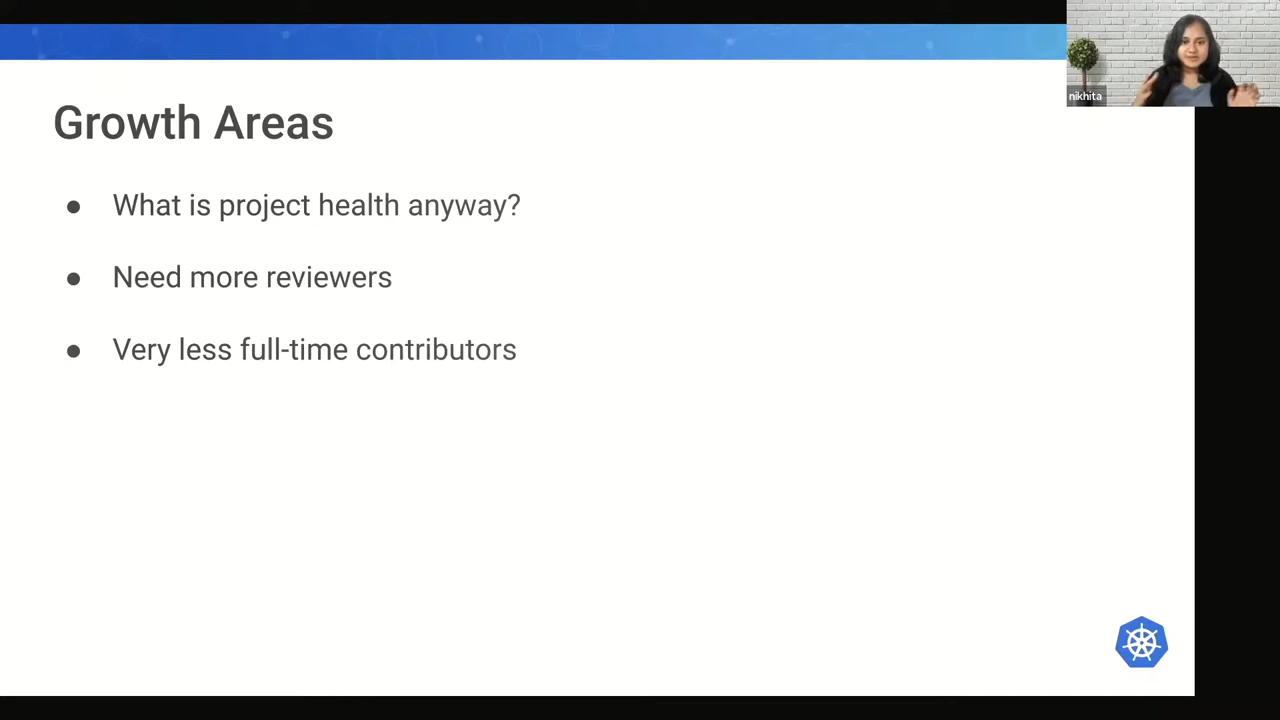 nikhita
Growth Areas
● What is project health anyway?
● Need more reviewers
● Very less full-time contributors